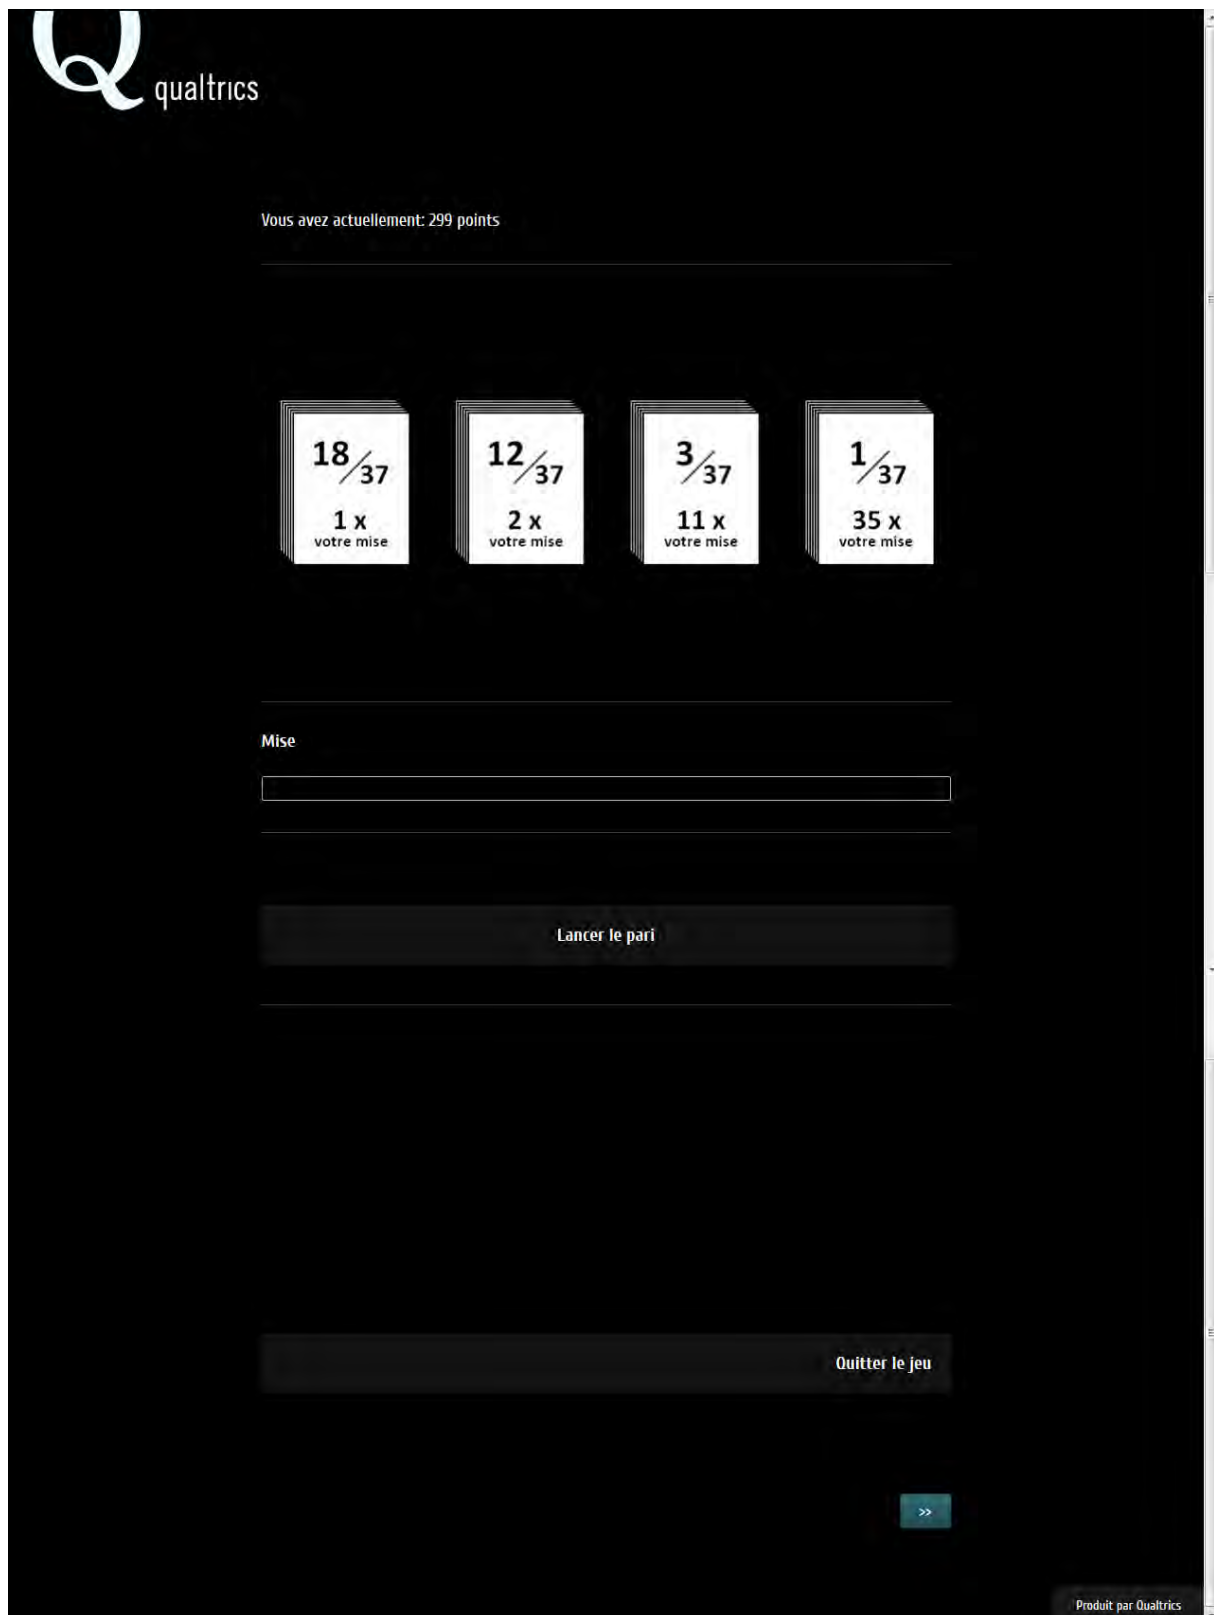 Q qualtrics
Vous avez actuellement: 299 points
18/37 12/37 3/37 1/37
1 x 2 x 11 x 35 x
votre mise votre mise votre mise votre mise
Mise
Lancer le pari
Quitter le jeu
>>
Produit par Qualtrics